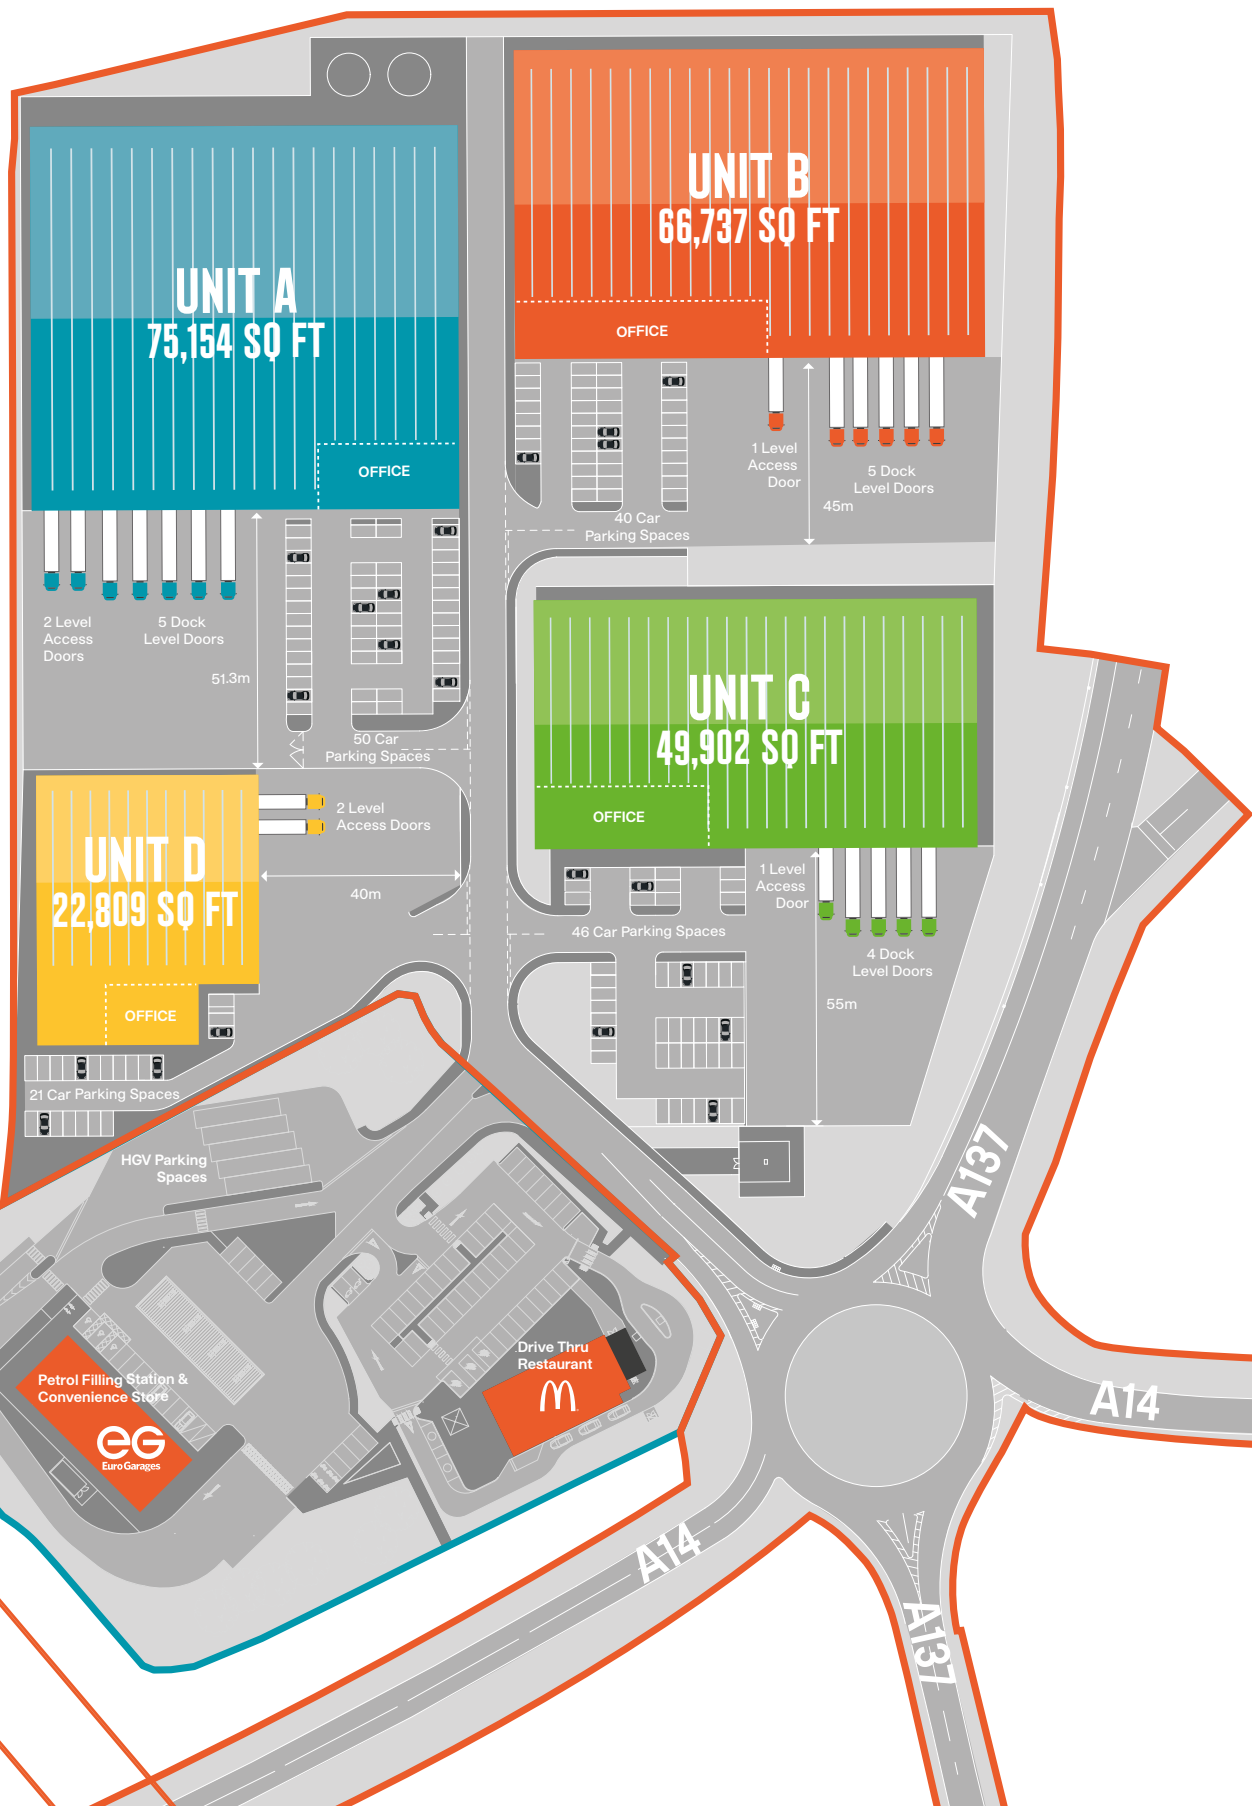 UNIT B
66,737 SQ FT
OFFICE
UNIT A
75,154 SQ FT
OFFICE
1 Level
Access
Door
5 Dock
Level Doors
45m
40 Car
Parking Spaces
2 Level
Access
Doors
5 Dock
Level Doors
51.3m
50 Car
Parking Spaces
UNIT C
49,902 SQ FT
OFFICE
2 Level
Access Doors
40m
UNIT D
22,809 SQ FT
OFFICE
1 Level
Access
Door
46 Car Parking Spaces
4 Dock
Level Doors
55m
21 Car Parking Spaces
HGV Parking
Spaces
A137
Drive Thru
Restaurant
Petrol Filling Station &
Convenience Store
eG
Euro Garages
A14
A14
A137